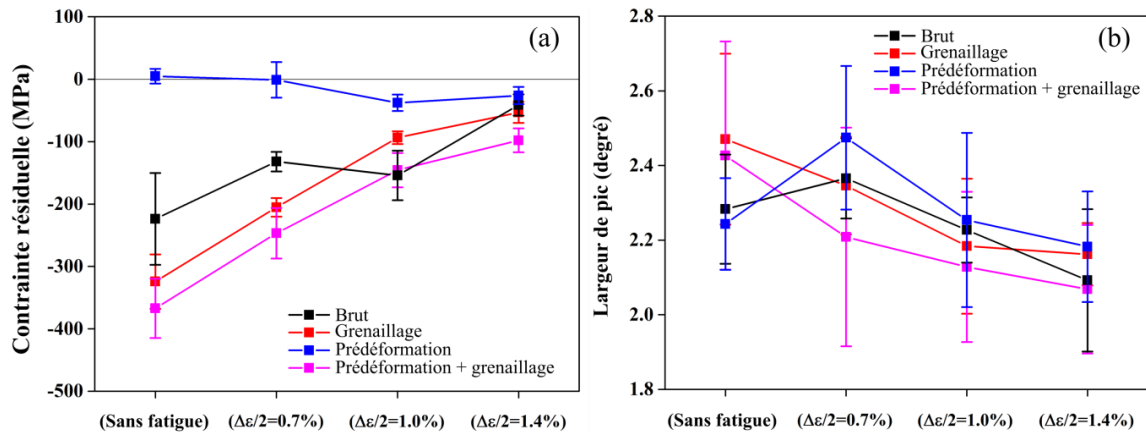 100
0
-100
-200
-300
-400
-500
Contrainte résiduelle (MPa)
(a)
Brut
Grenaillage
Prédéformation
Prédéformation + grenaillage
(Sans fatigue) (Δε/2=0.7%) (Δε/2=1.0%) (Δε/2=1.4%)
2.8
2.6
2.4
2.2
2.0
1.8
Largeur de pic (degré)
(b)
Brut
Grenaillage
Prédéformation
Prédéformation + grenaillage
(Sans fatigue) (Δε/2=0.7%) (Δε/2=1.0%) (Δε/2=1.4%)